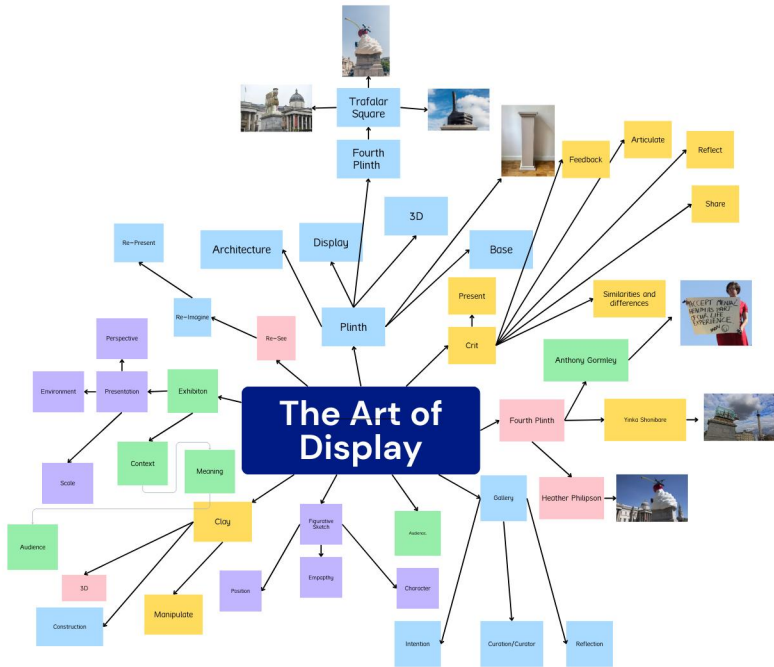 Trafalar
Square
Fourth
Plinth
Articulate
Feedback
Reflect
Share
3D
Display
Architecture
Base
Re-Present
Re-Imagine
Re-See
Plinth
Present
Crit
Similarities and
differences
ACCEPT MENTAL
Anthony Gormley
Perspective
Environment
Presentation
Exhibiton
The Art of
Display
Fourth Plinth
Yinka Shonibare
Heather Philipson
Scale
Context
Meaning
Audience
Clay
Figurative
Sketch
Audience
Gallery
3D
Construction
Manipulate
Position
Empopthy
Character
Intention
Curation/Curator
Reflection